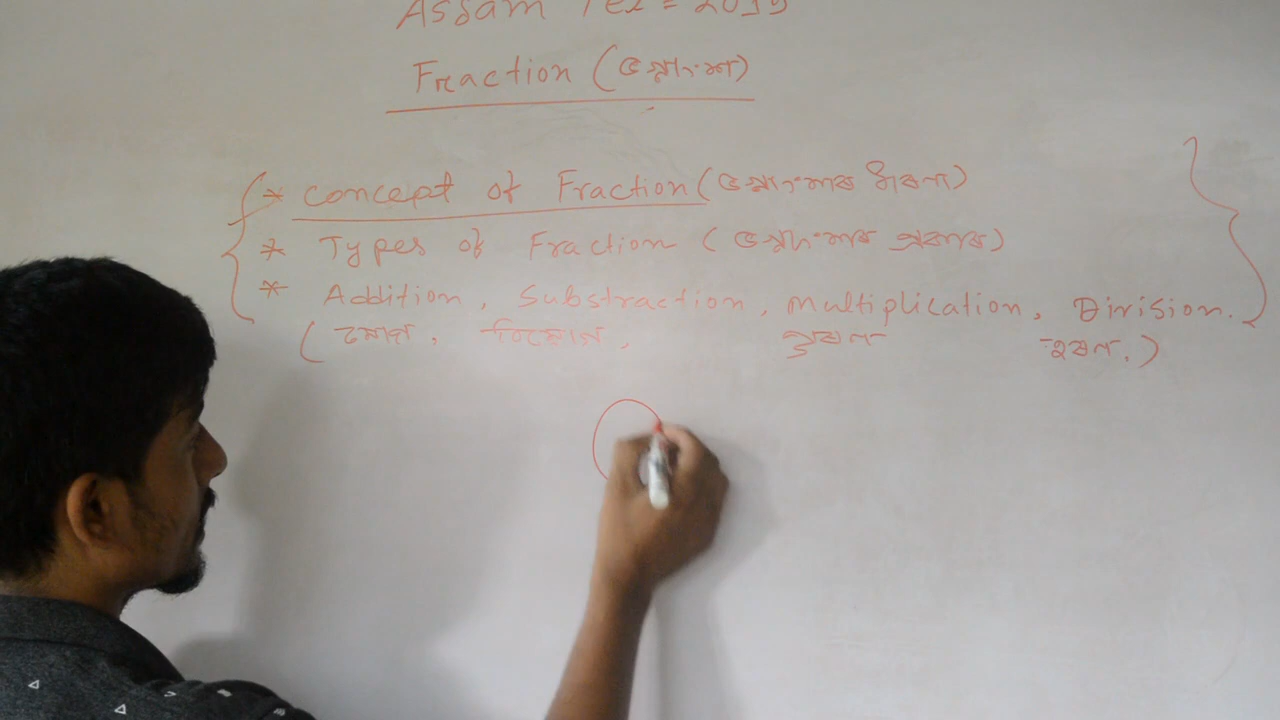 Assam Tet = 2019
Fraction (ভগ্নাংশ)
* Concept of Fraction (ভগ্নাংশৰ ধাৰণা)
* Types of Fraction (ভগ্নাংশৰ প্ৰকাৰ)
* Addition, Substraction, Multiplication, Division.
(যোগ, বিয়োগ, পূৰণ হৰণ.)